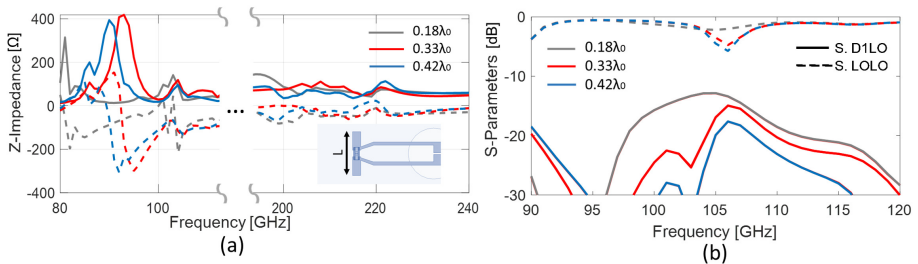 400
200
0
-200
-400
Z-Impedance [Ω]
80
100
200
220
240
Frequency [GHz]
0.18λ₀
0.33λ₀
0.42λ₀
...
L
(a)
0
-10
-20
-30
S-Parameters [dB]
90
95
100
105
110
115
120
Frequency [GHz]
0.18λ₀
0.33λ₀
0.42λ₀
S. D1LO
S. LOLO
(b)